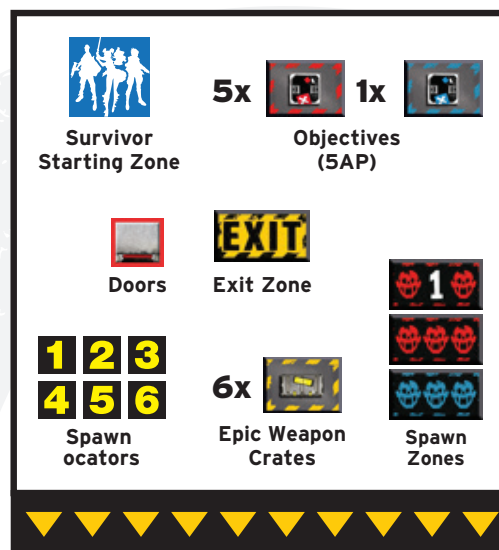 5x 1x
Survivor
Starting Zone
Objectives
(5AP)
EXIT
Doors
Exit Zone
1
1 2 3
4 5 6
Spawn
ocators
6x
Epic Weapon
Crates
Spawn
Zones